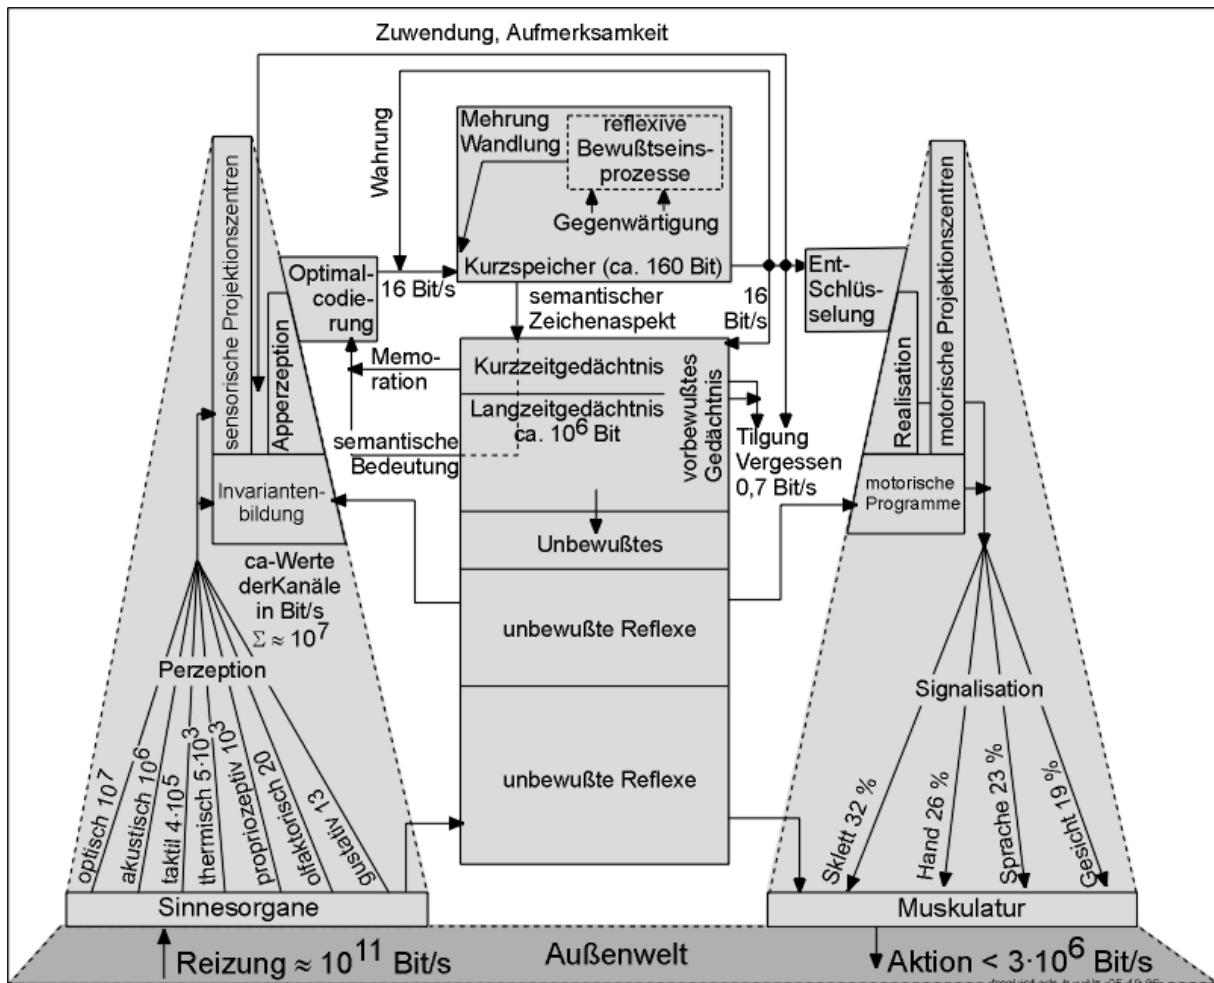 Zuwendung, Aufmerksamkeit
Wahrung
Mehrung
Wandlung
reflexive
Bewußtseins-
prozesse
Gegenwärtigung
Kurzspeicher (ca. 160 Bit)
sensorische Projektionszentren
Apperzeption
Optimal-
codie-
rung
16 Bit/s
semantischer
Zeichenaspekt
16
Bit/s
Ent-
Schlüs-
selung
Realisation
motorische Projektionszentren
Memo-
ration
Kurzzeitgedächtnis
Langzeitgedächtnis
ca. 10⁶ Bit
vorbewußtes
Gedächtnis
semantische
Bedeutung
Tilgung
Vergessen
0,7 Bit/s
Invarianten-
bildung
motorische
Programme
Unbewußtes
ca-Werte
derKanäle
in Bit/s
Σ ≈ 10⁷
unbewußte Reflexe
Perzeption
Signalisation
optisch 10⁷
akustisch 10⁶
taktil 4·10⁵
thermisch 5·10³
propriozeptiv 10³
olfaktorisch 20
gustativ 13
unbewußte Reflexe
Sklett 32 %
Hand 26 %
Sprache 23 %
Gesicht 19 %
Sinnesorgane
Muskulatur
Außenwelt
Reizung ≈ 10¹¹ Bit/s
Aktion < 3·10⁶ Bit/s